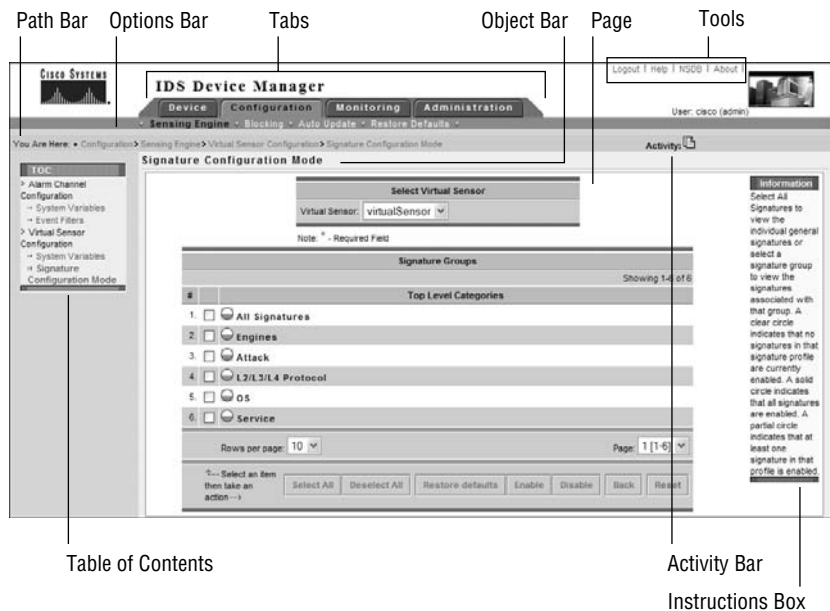 Path Bar
Options Bar
Tabs
Object Bar
Page
Tools
CISCO SYSTEMS
IDS Device Manager
Logout | Help | NSDB | About |
Device
Configuration
Monitoring
Administration
User: cisco (admin)
• Sensing Engine • Blocking • Auto Update • Restore Defaults •
You Are Here: • Configuration > Sensing Engine > Virtual Sensor Configuration > Signature Configuration Mode
Activity:
Signature Configuration Mode
TOC
> Alarm Channel
Configuration
System Variables
Event Filters
> Virtual Sensor
Configuration
System Variables
Signature
Configuration Mode
Select Virtual Sensor
Virtual Sensor: virtualSensor
Note: * - Required Field
Signature Groups
Showing 1-6 of 6
#
Top Level Categories
1. All Signatures
2. Engines
3. Attack
4. L2/L3/L4 Protocol
5. OS
6. Service
Rows per page: 10
Page: 1 [1-6]
Select an item
then take an
action -->
Select All
Deselect All
Restore defaults
Enable
Disable
Back
Reset
Information
Select All
Signatures to
view the
individual general
signatures or
select a
signature group
to view the
signatures
associated with
that group. A
clear circle
indicates that no
signatures in that
signature profile
are currently
enabled. A solid
circle indicates
that all signatures
are enabled. A
partial circle
indicates that at
least one
signature in that
profile is enabled.
Table of Contents
Activity Bar
Instructions Box